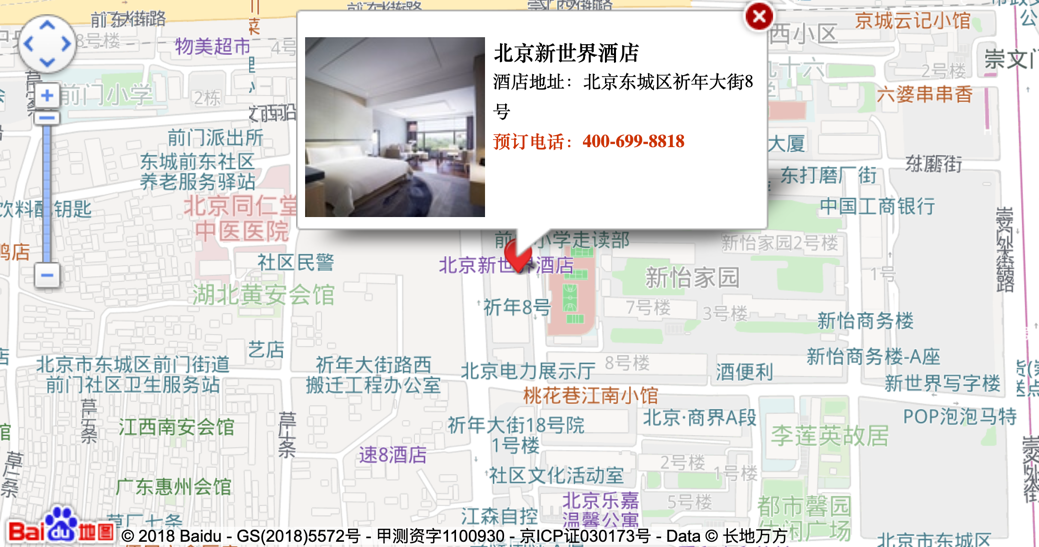 京城云记小馆
物美超市
西小区
崇文门
前门小学
2栋
2号楼
六婆串串香
北京新世界酒店
酒店地址：北京东城区祈年大街8
号
预订电话：400-699-8818
前门派出所
大厦
东城前东社区
养老服务驿站
东打磨厂街
饮料配钥匙
北京同仁堂
中医医院
中国工商银行
小学走读部
新怡家园2号楼
鸭店
社区民警
北京新世界酒店
新怡家园
1号
湖北黄安会馆
祈年8号
7号楼
3号楼
新怡商务楼
艺店
新怡商务楼-A座
北京市东城区前门街道
前门社区卫生服务站
祈年大街路西
搬迁工程办公室
北京电力展示厅
8号楼
酒便利
新世界写字楼
桃花巷江南小馆
POP泡泡马特
江西南安会馆
祈年大街18号院
1号楼
北京·商界A段
李莲英故居
速8酒店
2号楼
1号楼
社区文化活动室
广东惠州会馆
北京乐嘉
温馨公寓
5号楼
都市馨园
休闲广场
江森自控
草厂七条
北京市东城区
Bai du 地图
© 2018 Baidu - GS(2018)5572号 - 甲测资字1100930 - 京ICP证030173号 - Data © 长地万方